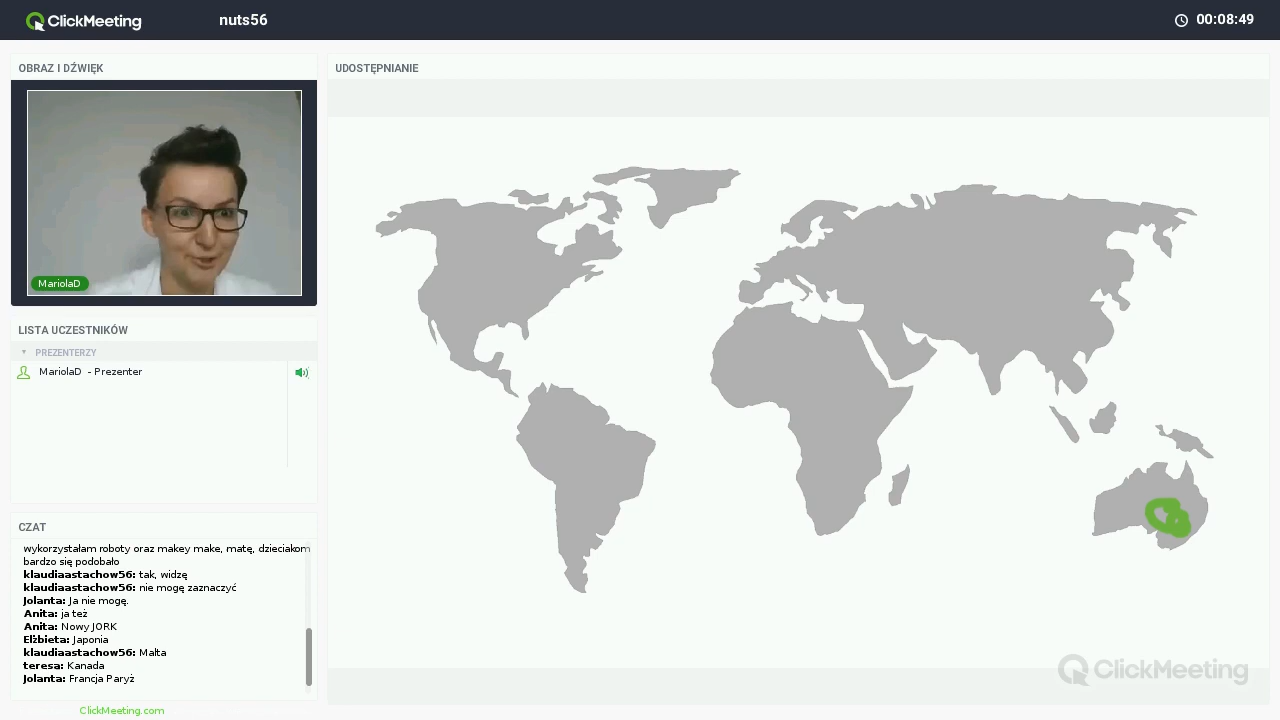 ClickMeeting
nuts56
00:08:49
OBRAZ I DŹWIĘK
MariolaD
LISTA UCZESTNIKÓW
PREZENTERZY
MariolaD - Prezenter
CZAT
wykorzystałam roboty oraz makey make, matę, dzieciakom
bardzo się podobało
klaudiaastachow56: tak, widzę
klaudiaastachow56: nie mogę zaznaczyć
Jolanta: Ja nie mogę.
Anita: ja też
Anita: Nowy JORK
Elżbieta: Japonia
klaudiaastachow56: Malta
teresa: Kanada
Jolanta: Francja Paryż
ClickMeeting.com
UDOSTĘPNIANIE
ClickMeeting